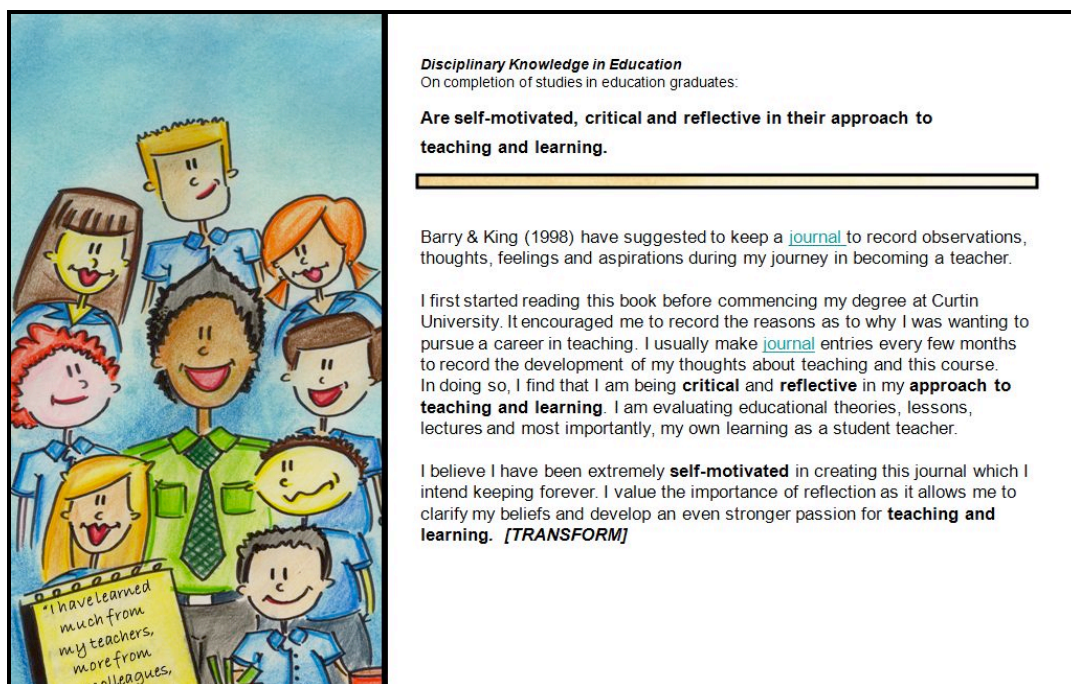 Disciplinary Knowledge in Education
On completion of studies in education graduates:
Are self-motivated, critical and reflective in their approach to
teaching and learning.
Barry & King (1998) have suggested to keep a journal to record observations,
thoughts, feelings and aspirations during my journey in becoming a teacher.
I first started reading this book before commencing my degree at Curtin
University. It encouraged me to record the reasons as to why I was wanting to
pursue a career in teaching. I usually make journal entries every few months
to record the development of my thoughts about teaching and this course.
In doing so, I find that I am being critical and reflective in my approach to
teaching and learning. I am evaluating educational theories, lessons,
lectures and most importantly, my own learning as a student teacher.
I believe I have been extremely self-motivated in creating this journal which I
intend keeping forever. I value the importance of reflection as it allows me to
clarify my beliefs and develop an even stronger passion for teaching and
learning. [TRANSFORM]
"I have learned
much from
my teachers,
more from
colleagues,